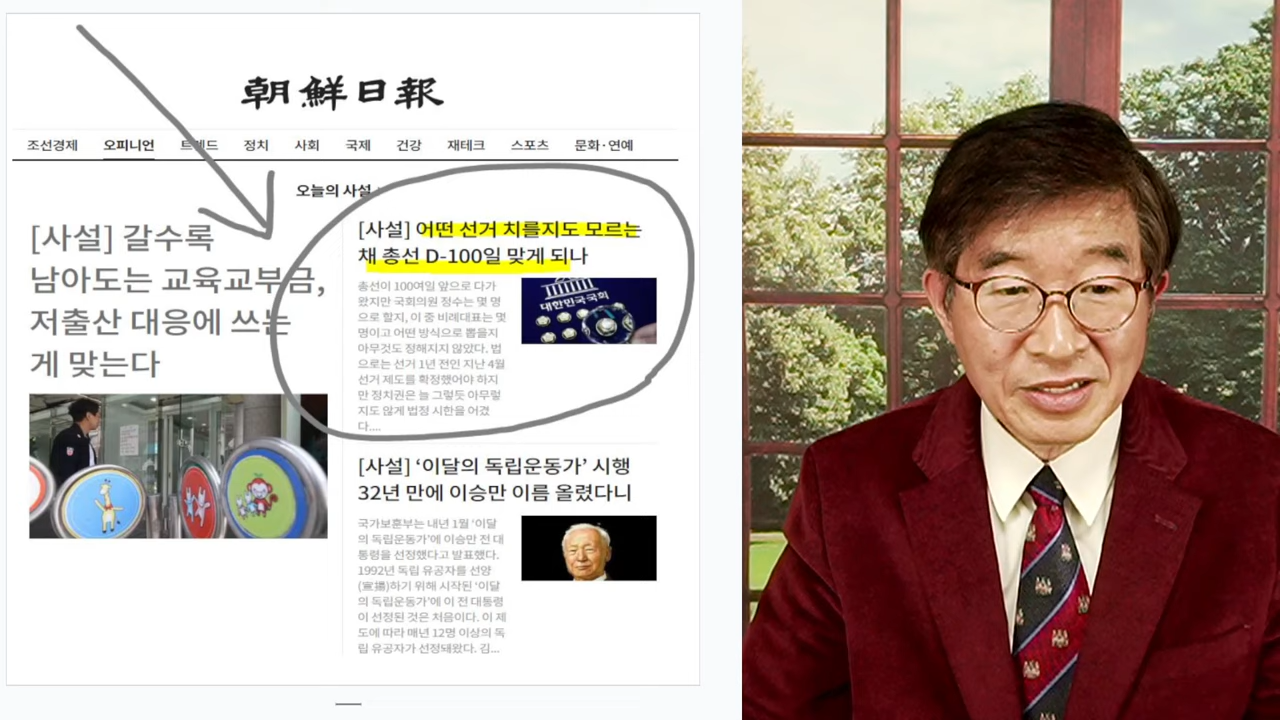 朝鮮日報
조선경제 오피니언 트렌드 정치 사회 국제 건강 재테크 스포츠 문화·연예
오늘의 사설
[사설] 갈수록
남아도는 교육교부금,
저출산 대응에 쓰는
게 맞는다
[사설] 어떤 선거 치를지도 모르는
채 총선 D-100일 맞게 되나
총선이 100여일 앞으로 다가
왔지만 국회의원 정수는 몇 명
으로 할지, 이 중 비례대표는 몇
명이고 어떤 방식으로 뽑을지
아무것도 정해지지 않았다. 법
으로는 선거 1년 전인 지난 4월
선거 제도를 확정했어야 하지
만 정치권은 늘 그렇듯 아무렇
지도 않게 법정 시한을 어겼
다....
대한민국국회
[사설] ‘이달의 독립운동가’ 시행
32년 만에 이승만 이름 올렸다니
국가보훈부는 내년 1월 ‘이달
의 독립운동가’에 이승만 전 대
통령을 선정했다고 발표했다.
1992년 독립 유공자를 선양
(宣揚)하기 위해 시작된 ‘이달
의 독립운동가’에 이 전 대통령
이 선정된 것은 처음이다. 이 제
도에 따라 매년 12명 이상의 독
립 유공자가 선정돼왔다. 김...